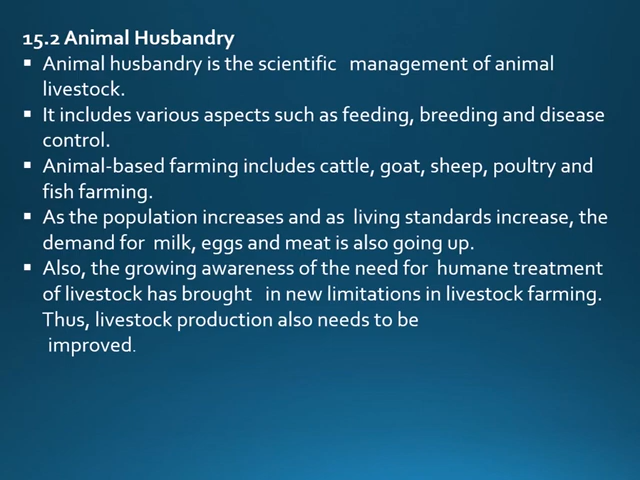 15.2 Animal Husbandry
▪ Animal husbandry is the scientific management of animal
livestock.
▪ It includes various aspects such as feeding, breeding and disease
control.
▪ Animal-based farming includes cattle, goat, sheep, poultry and
fish farming.
▪ As the population increases and as living standards increase, the
demand for milk, eggs and meat is also going up.
▪ Also, the growing awareness of the need for humane treatment
of livestock has brought in new limitations in livestock farming.
Thus, livestock production also needs to be
improved.